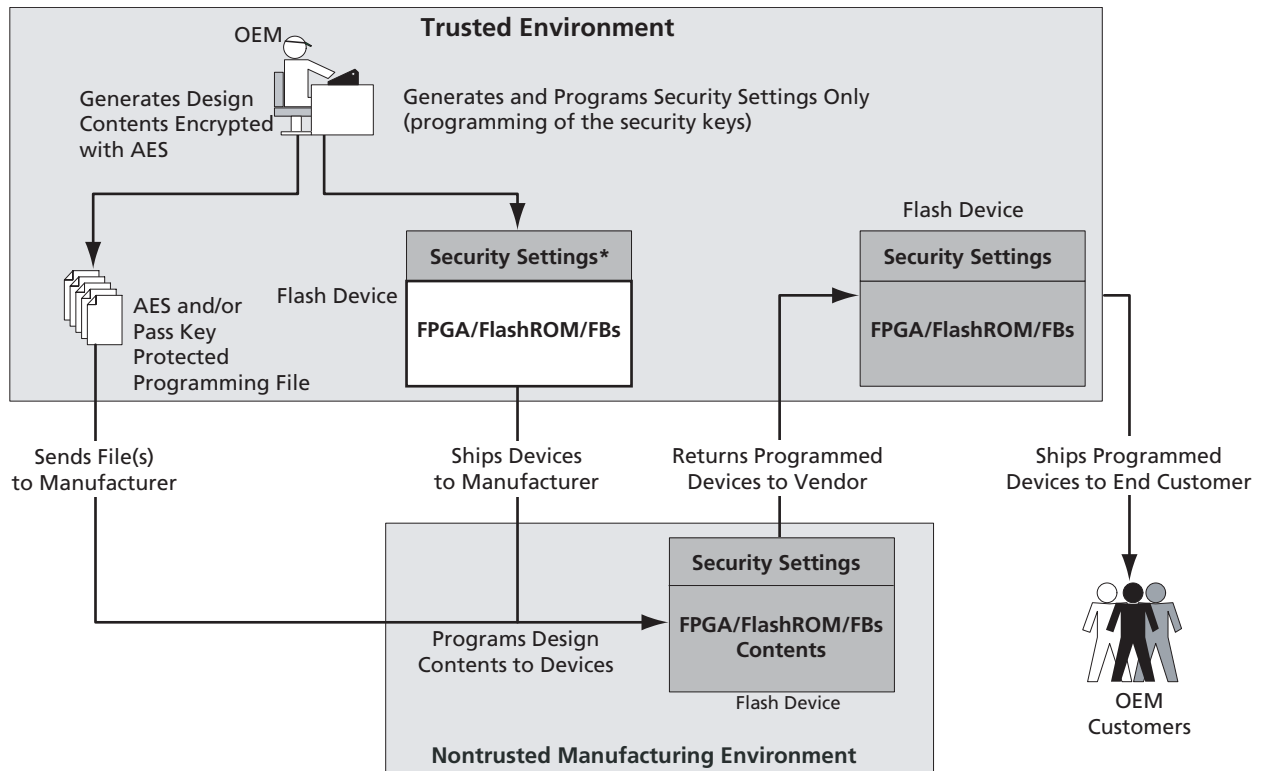 Trusted Environment
OEM
Generates Design
Contents Encrypted
with AES
Generates and Programs Security Settings Only
(programming of the security keys)
Flash Device
Security Settings*
FPGA/FlashROM/FBs
Flash Device
Security Settings
FPGA/FlashROM/FBs
AES and/or
Pass Key
Protected
Programming File
Sends File(s)
to Manufacturer
Ships Devices
to Manufacturer
Returns Programmed
Devices to Vendor
Ships Programmed
Devices to End Customer
Security Settings
FPGA/FlashROM/FBs
Contents
Flash Device
Programs Design
Contents to Devices
OEM
Customers
Nontrusted Manufacturing Environment